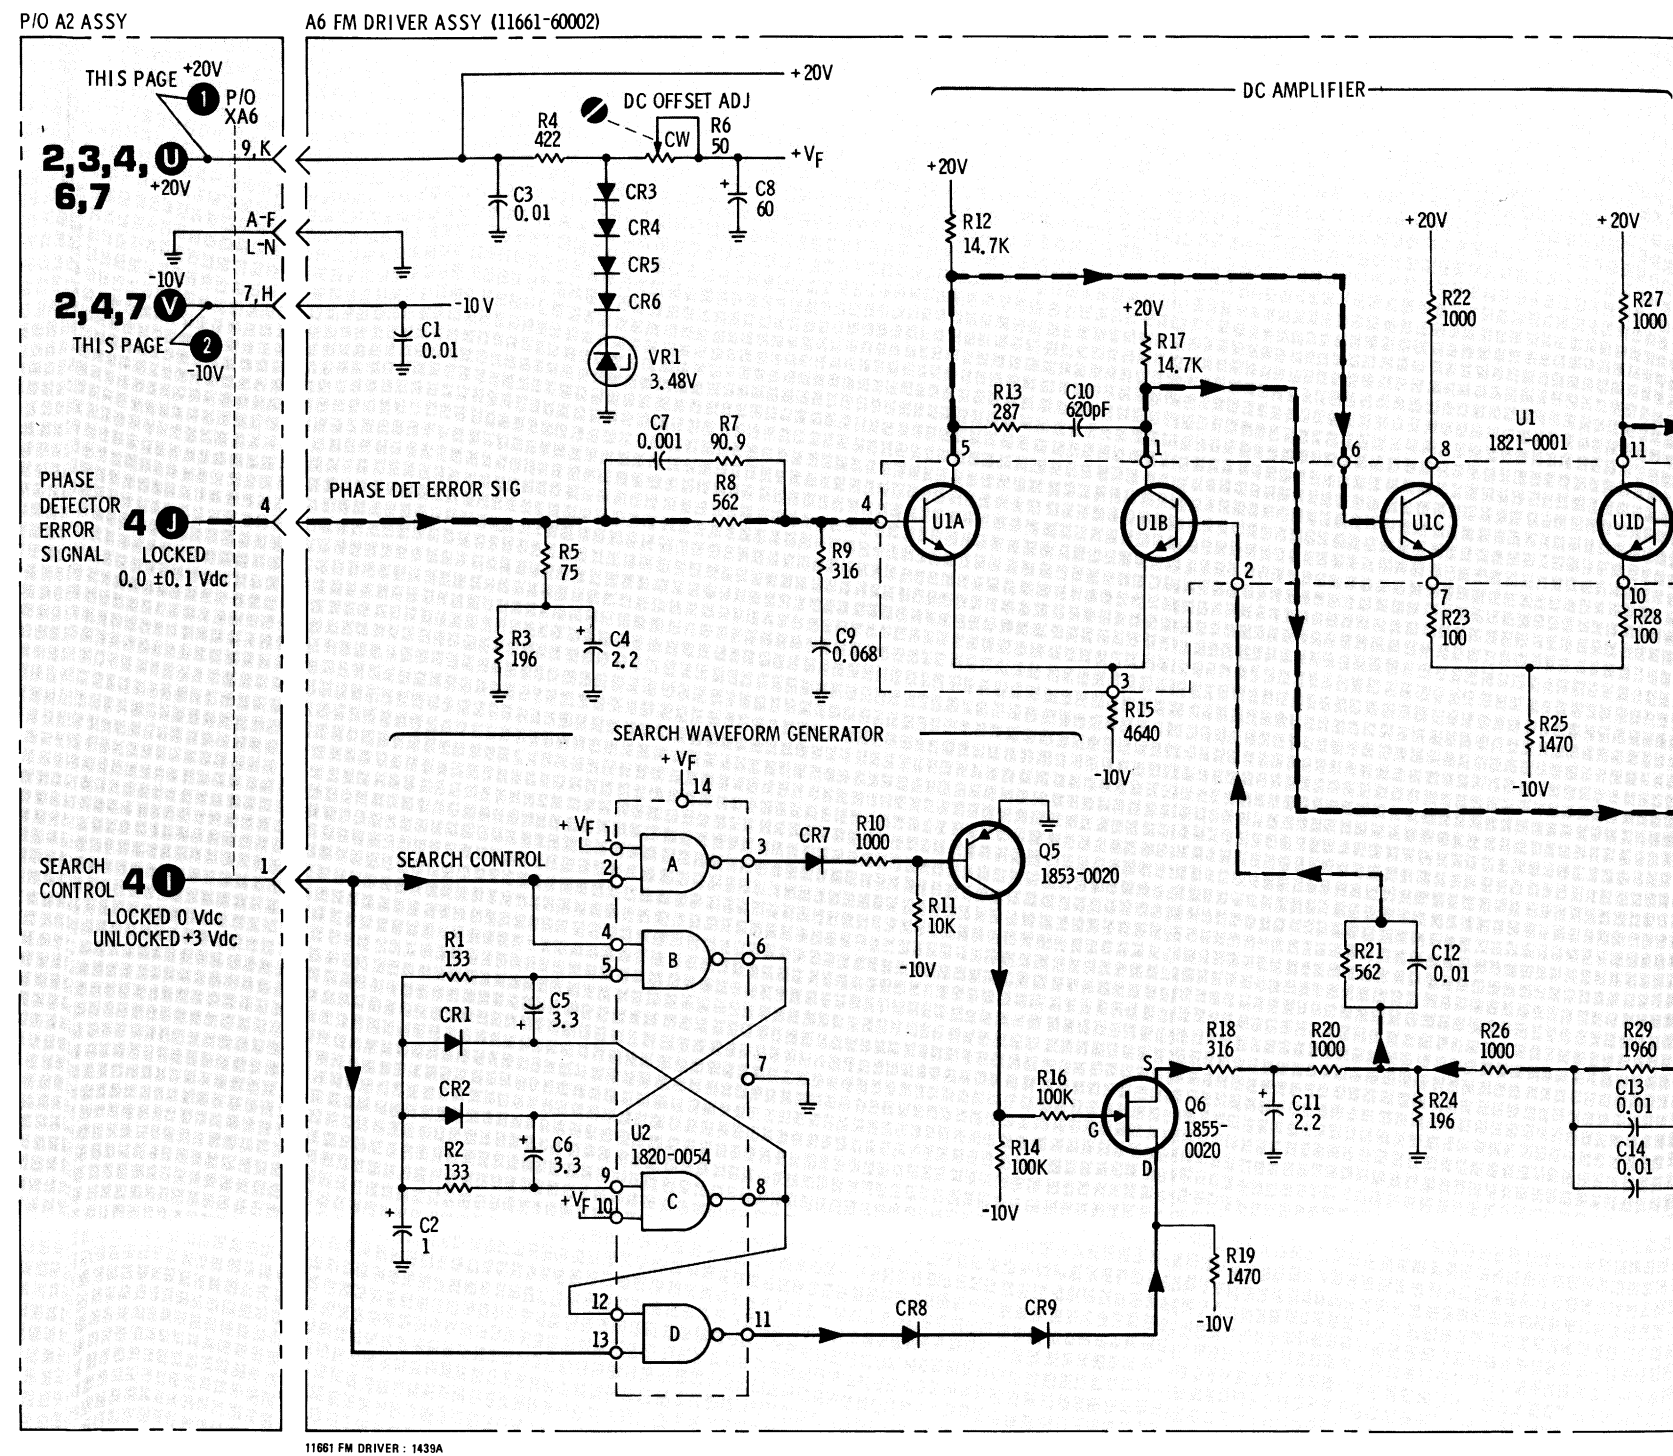 P/O A2 ASSY
A6 FM DRIVER ASSY (11661-60002)
THIS PAGE
+20V
1
P/O
XA6
2,3,4,
6,7
U
+20V
9,K
A-F
L-N
-10V
2,4,7
V
7,H
THIS PAGE
2
-10V
+20V
DC OFFSET ADJ
R4
422
CW
R6
50
+VF
C3
0.01
CR3
CR4
CR5
CR6
+
C8
60
-10V
C1
0.01
VR1
3.48V
DC AMPLIFIER
+20V
R12
14.7K
+20V
R17
14.7K
R13
287
C10
620pF
+20V
R22
1000
+20V
R27
1000
U1
1821-0001
5
1
6
8
11
PHASE
DETECTOR
ERROR
SIGNAL
4
J
LOCKED
0.0 ±0.1 Vdc
4
PHASE DET ERROR SIG
C7
0.001
R7
90.9
R8
562
4
U1A
U1B
U1C
U1D
R5
75
R9
316
2
7
10
R3
196
+
C4
2.2
C9
0.068
R23
100
R28
100
3
R15
4640
-10V
R25
1470
-10V
SEARCH WAVEFORM GENERATOR
+VF
14
SEARCH
CONTROL
4
I
LOCKED 0 Vdc
UNLOCKED +3 Vdc
1
SEARCH CONTROL
+VF
1
2
A
3
CR7
R10
1000
Q5
1853-0020
R11
10K
-10V
4
5
B
6
R1
133
C5
3.3
+
CR1
CR2
7
R2
133
+
C6
3.3
U2
1820-0054
9
+VF
10
C
8
+
C2
1
12
13
D
11
CR8
CR9
R16
100K
R14
100K
-10V
S
G
D
Q6
1855-
0020
R18
316
+
C11
2.2
R20
1000
R21
562
C12
0.01
R24
196
R26
1000
R29
1960
C13
0.01
C14
0.01
R19
1470
-10V
11661 FM DRIVER : 1439A